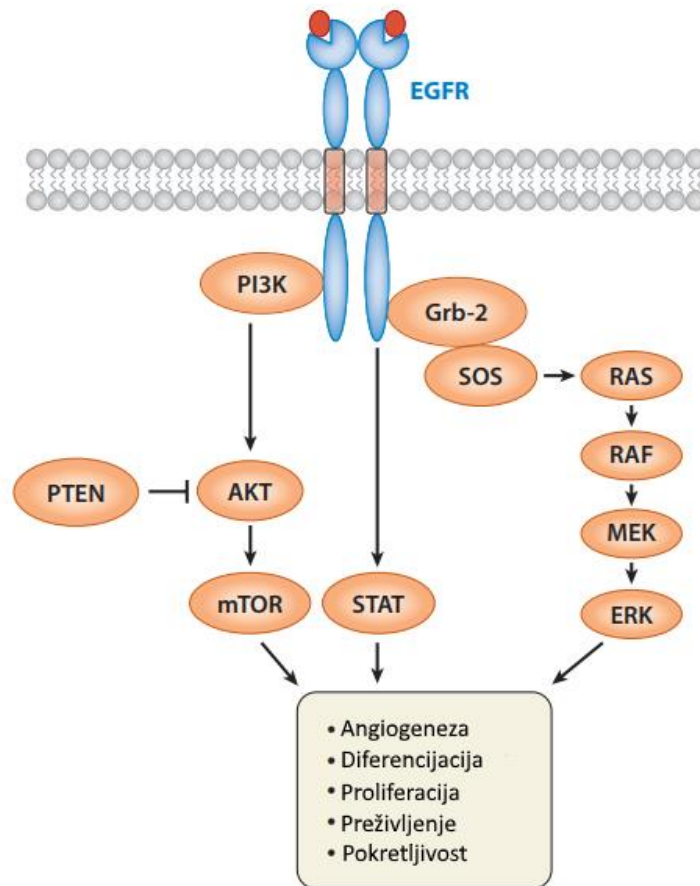 EGFR
PI3K
Grb-2
SOS
RAS
RAF
PTEN
AKT
MEK
mTOR
STAT
ERK
• Angiogeneza
• Diferencijacija
• Proliferacija
• Preživljenje
• Pokretljivost